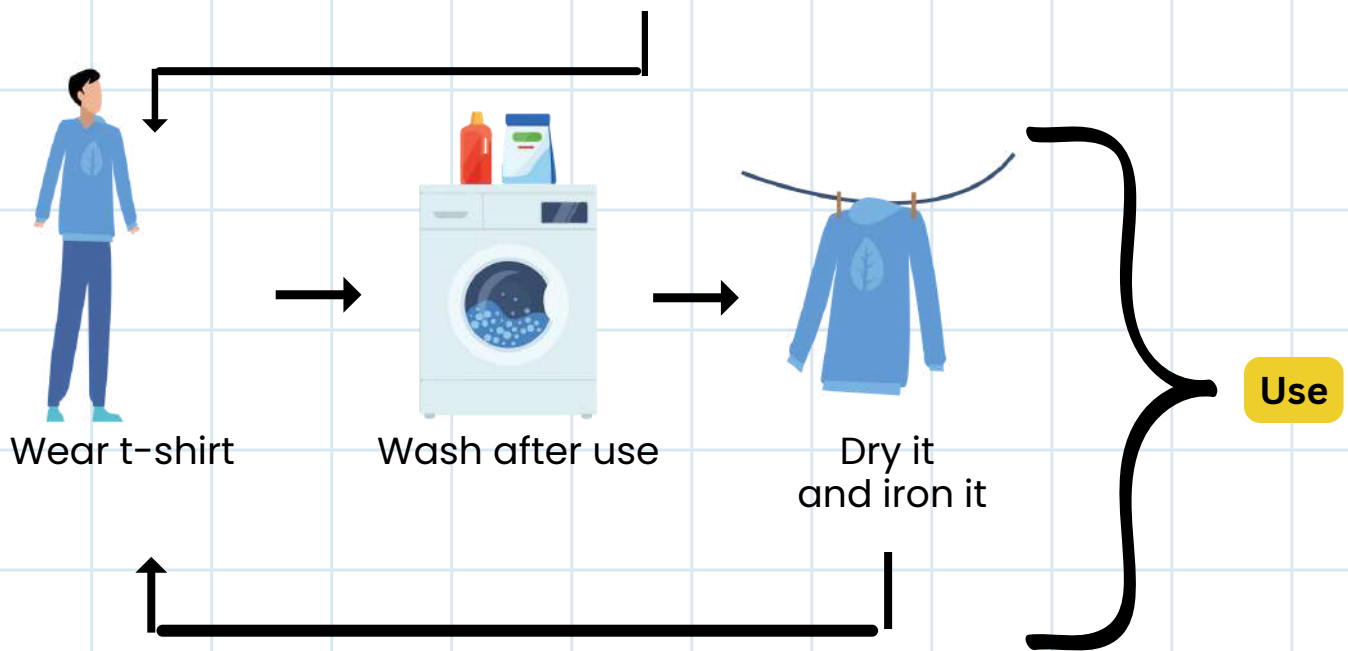 Use
Wear t-shirt
Wash after use
Dry it
and iron it